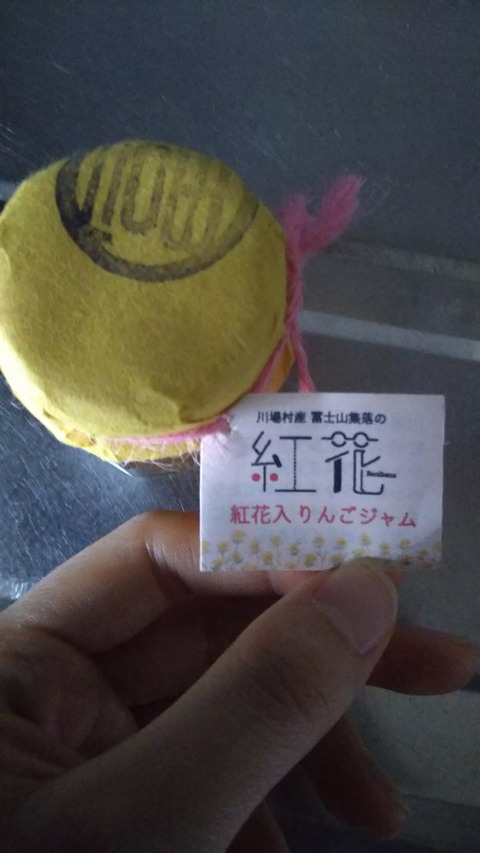 川場村産 富士山集落の
紅花
紅花入りんごジャム